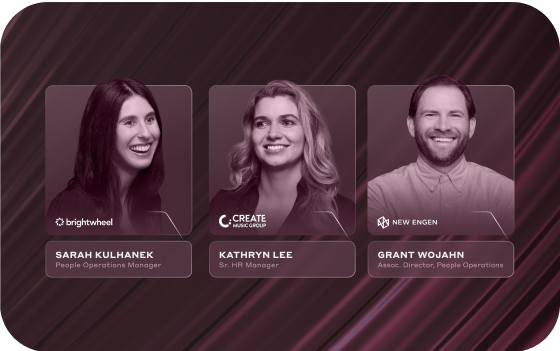 brightwheel
CREATE
MUSIC GROUP
NEW ENGEN
SARAH KULHANEK
People Operations Manager
KATHRYN LEE
Sr. HR Manager
GRANT WOJAHN
Assoc. Director, People Operations